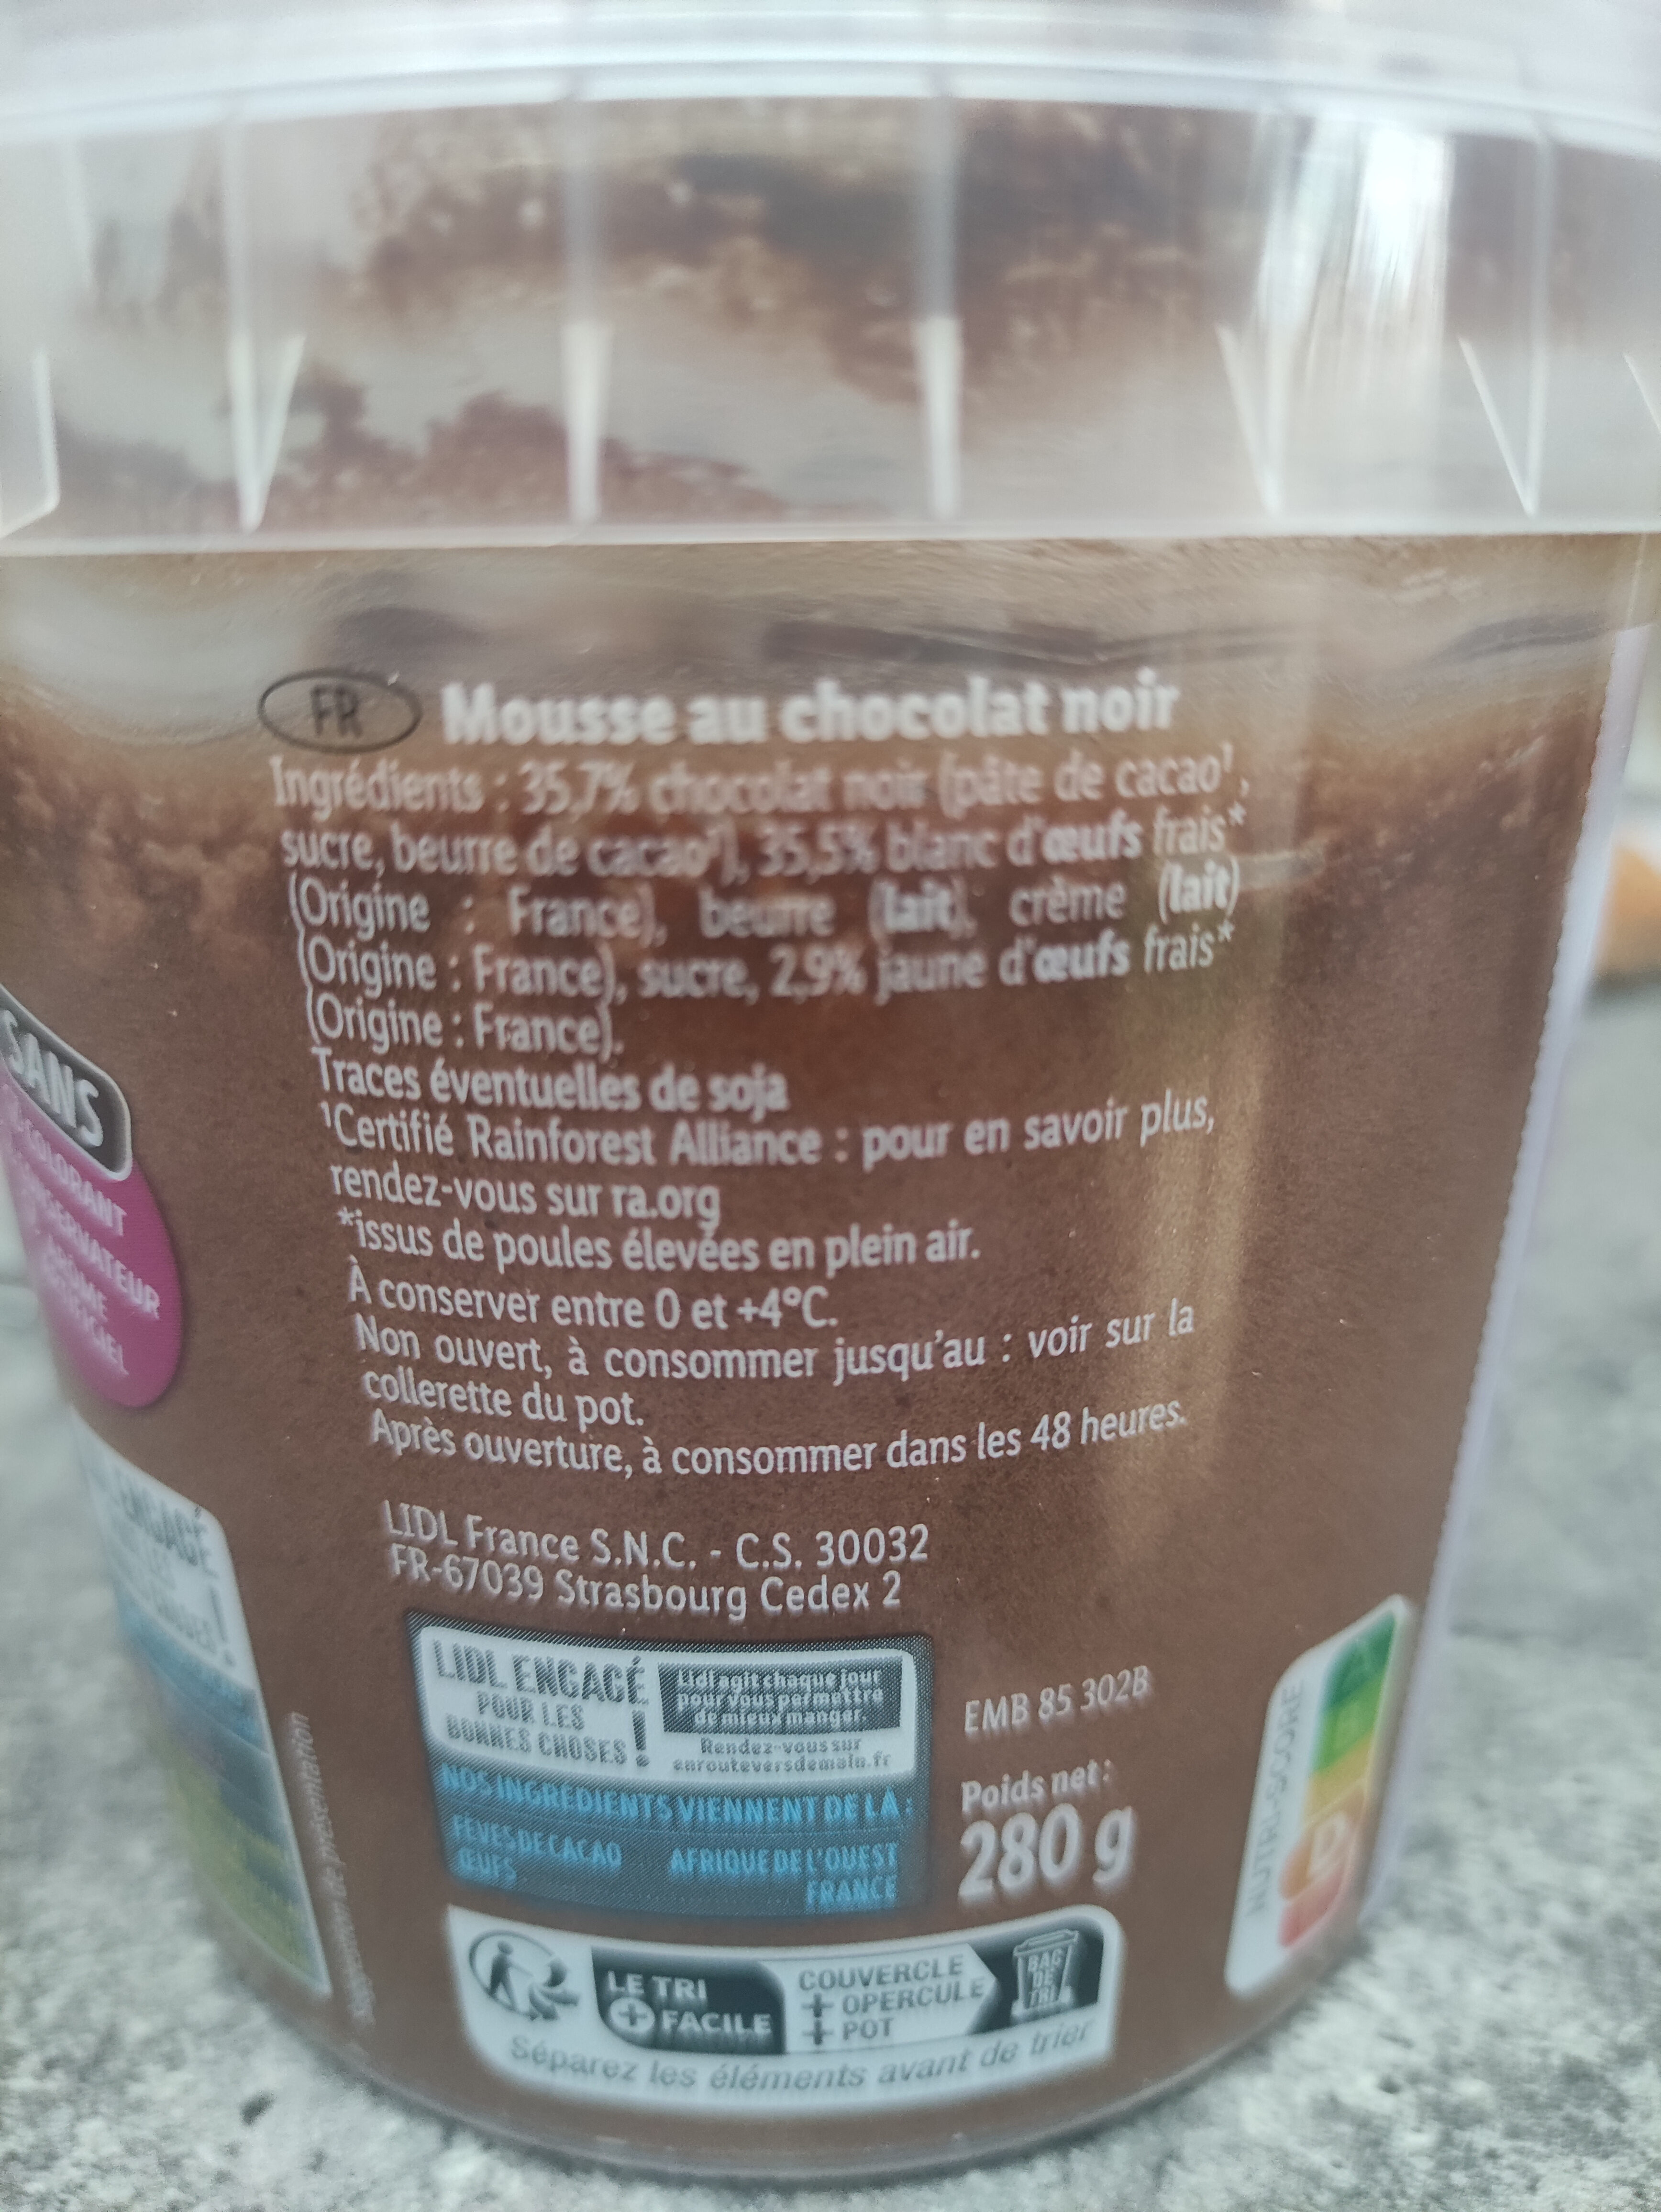 FR Mousse au chocolat noir
Ingrédients : 35,7% chocolat noir (pâte de cacao¹,
sucre, beurre de cacao¹), 35,5% blanc d'œufs frais*
(Origine : France), beurre (lait), crème (lait)
(Origine : France), sucre, 2,9% jaune d'œufs frais*
(Origine : France).
Traces éventuelles de soja
¹Certifié Rainforest Alliance : pour en savoir plus,
rendez-vous sur ra.org
*issus de poules élevées en plein air.
À conserver entre 0 et +4°C.
Non ouvert, à consommer jusqu'au : voir sur la
collerette du pot.
Après ouverture, à consommer dans les 48 heures.
LIDL France S.N.C. - C.S. 30032
FR-67039 Strasbourg Cedex 2
SANS
COLORANT
LIDL ENGAGÉ
POUR LES
BONNES CHOSES !
Lidl agit chaque jour
pour vous permettre
de mieux manger.
Rendez-vous sur
enrouteversdemain.fr
NOS INGREDIENTS VIENNENT DE LÀ :
FEVES DE CACAO AFRIQUE DE L'OUEST
ŒUFS FRANCE
EMB 85 302B
Poids net :
280 g
NUTRI-SCORE
D
Suggestion de présentation
LE TRI
+ FACILE
COUVERCLE
+ OPERCULE
+ POT
BAC
DE
TRI
Séparez les éléments avant de trier